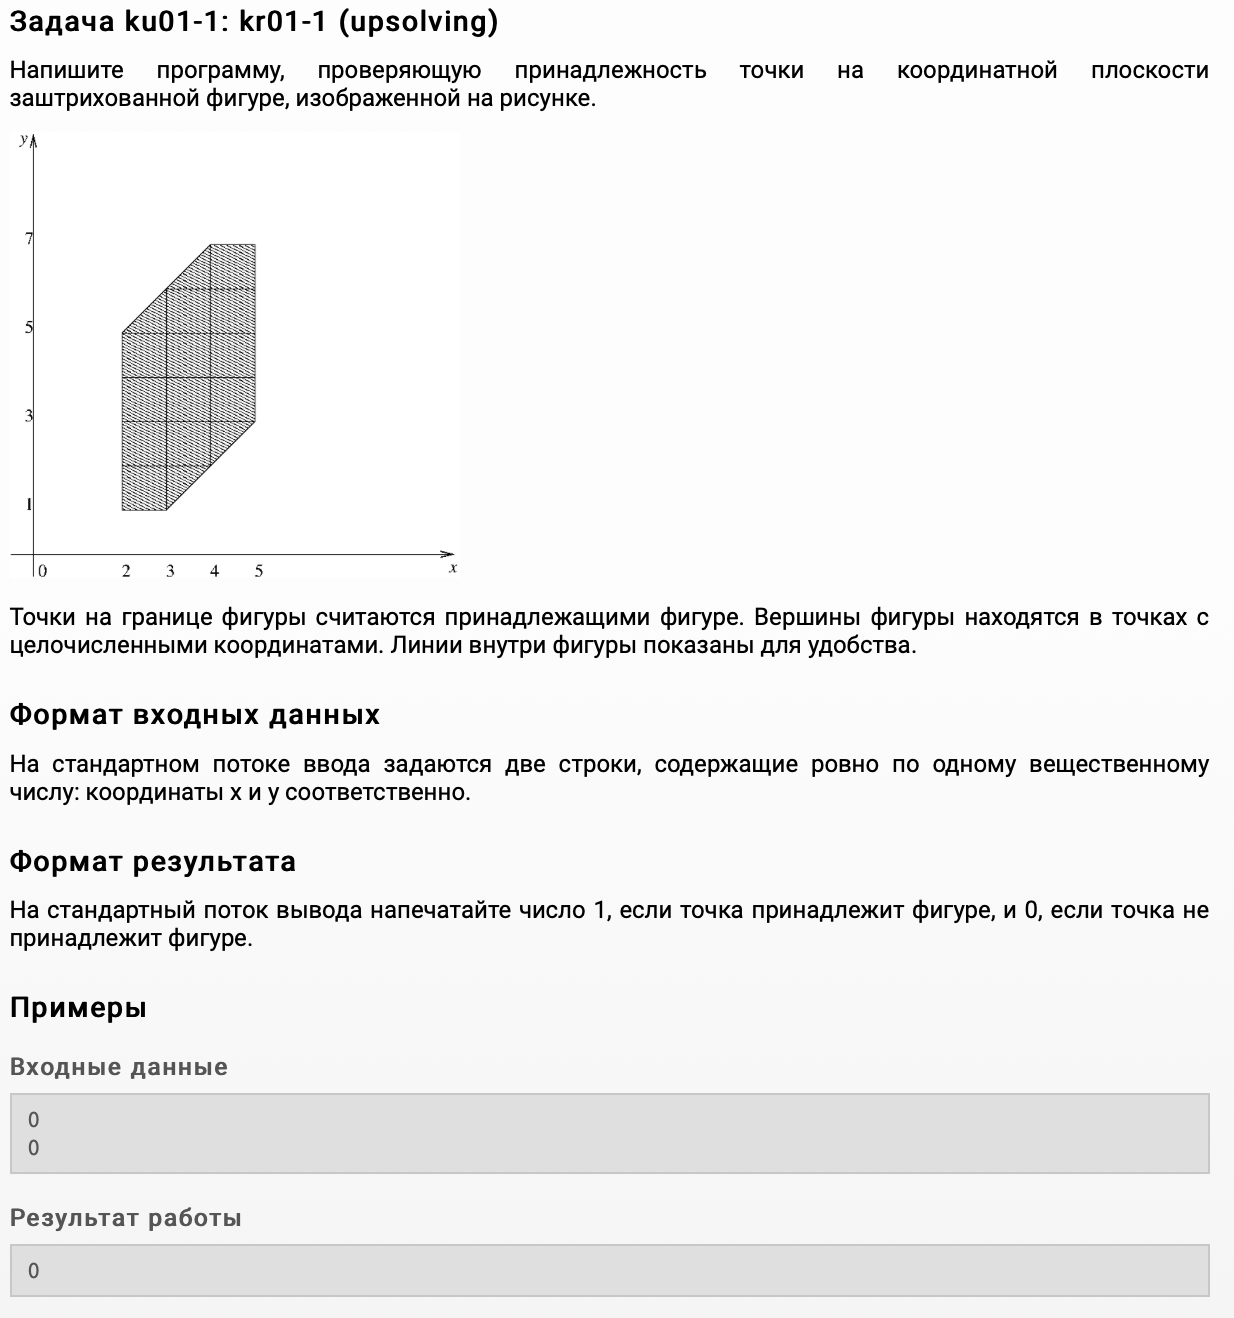 Задача ku01-1: kr01-1 (upsolving)
Напишите программу, проверяющую принадлежность точки на координатной плоскости
заштрихованной фигуре, изображенной на рисунке.
y
7
5
3
1
0 2 3 4 5 x
Точки на границе фигуры считаются принадлежащими фигуре. Вершины фигуры находятся в точках с
целочисленными координатами. Линии внутри фигуры показаны для удобства.
Формат входных данных
На стандартном потоке ввода задаются две строки, содержащие ровно по одному вещественному
числу: координаты x и y соответственно.
Формат результата
На стандартный поток вывода напечатайте число 1, если точка принадлежит фигуре, и 0, если точка не
принадлежит фигуре.
Примеры
Входные данные
0
0
Результат работы
0